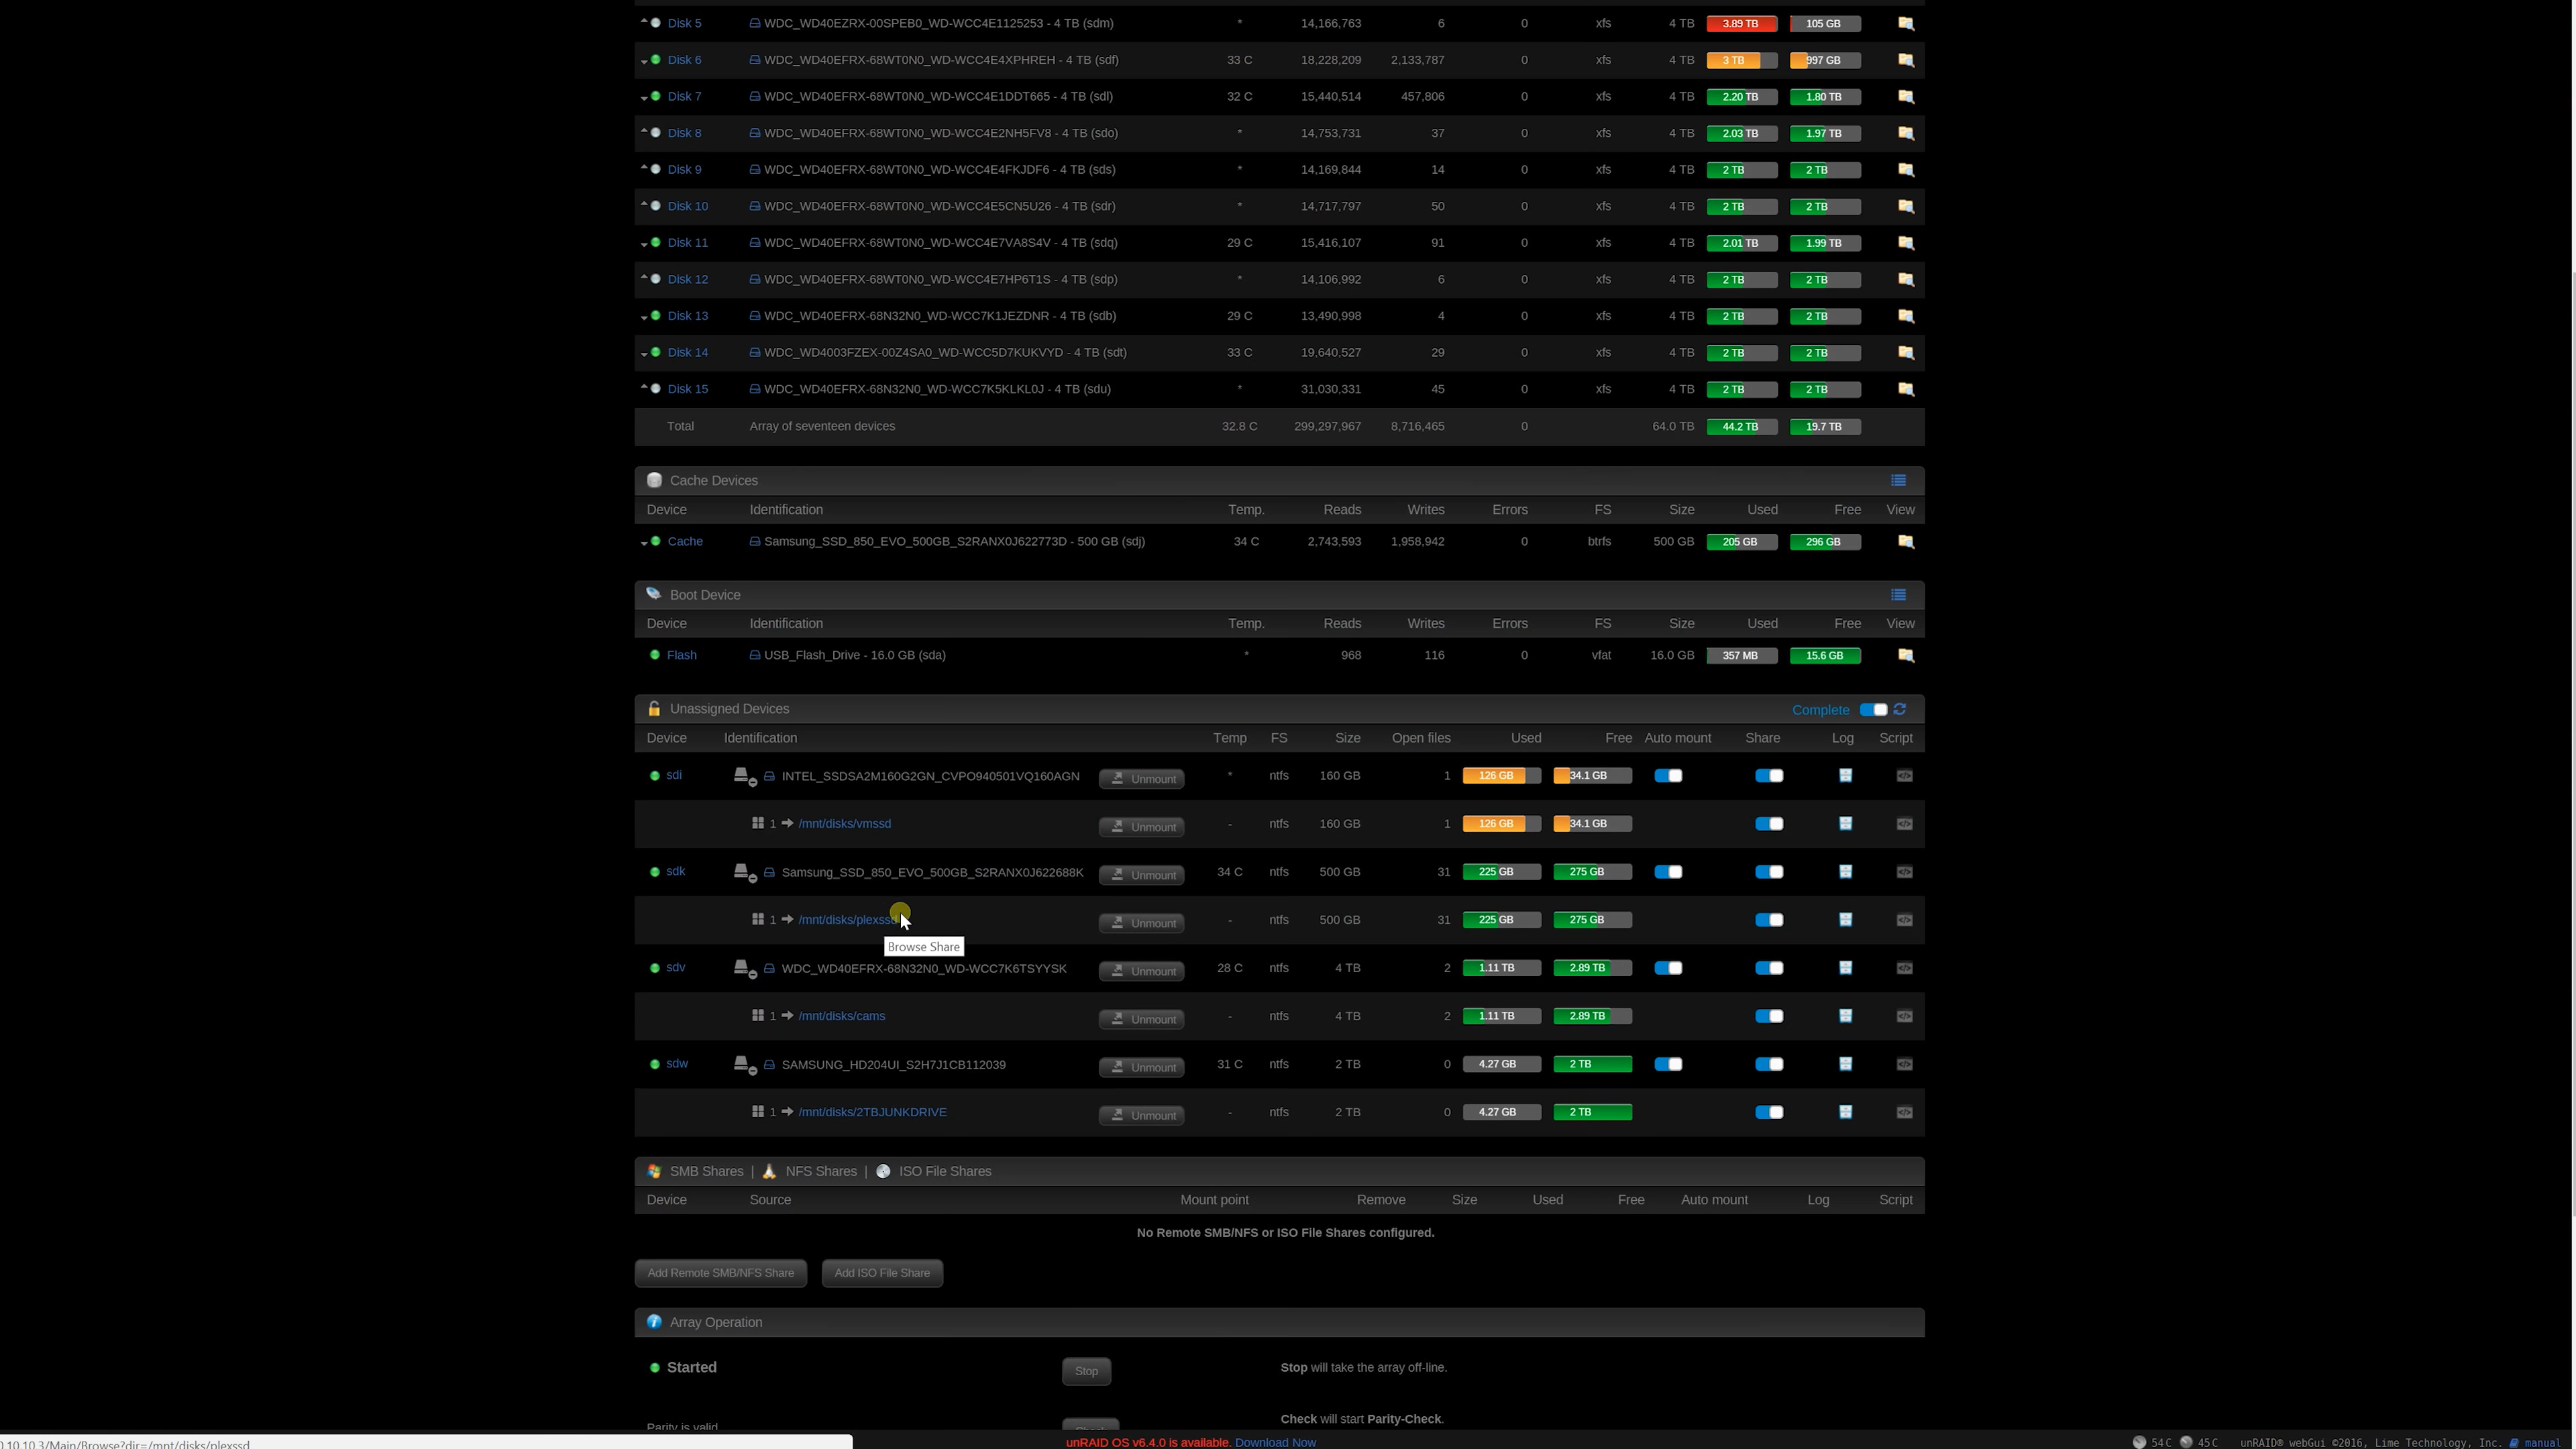 Disk 5 WDC_WD40EZRX-00SPEB0_WD-WCC4E1125253 - 4 TB (sdm) * 14,166,763 6 0 xfs 4 TB 3.89 TB 105 GB
Disk 6 WDC_WD40EFRX-68WT0N0_WD-WCC4E4XPHREH - 4 TB (sdf) 33 C 18,228,209 2,133,787 0 xfs 4 TB 3 TB 997 GB
Disk 7 WDC_WD40EFRX-68WT0N0_WD-WCC4E1DDT665 - 4 TB (sdl) 32 C 15,440,514 457,806 0 xfs 4 TB 2.20 TB 1.80 TB
Disk 8 WDC_WD40EFRX-68WT0N0_WD-WCC4E2NH5FV8 - 4 TB (sdo) * 14,753,731 37 0 xfs 4 TB 2.03 TB 1.97 TB
Disk 9 WDC_WD40EFRX-68WT0N0_WD-WCC4E4FKJDF6 - 4 TB (sds) * 14,169,844 14 0 xfs 4 TB 2 TB 2 TB
Disk 10 WDC_WD40EFRX-68WT0N0_WD-WCC4E5CN5U26 - 4 TB (sdr) * 14,717,797 50 0 xfs 4 TB 2 TB 2 TB
Disk 11 WDC_WD40EFRX-68WT0N0_WD-WCC4E7VA8S4V - 4 TB (sdq) 29 C 15,416,107 91 0 xfs 4 TB 2.01 TB 1.99 TB
Disk 12 WDC_WD40EFRX-68WT0N0_WD-WCC4E7HP6T1S - 4 TB (sdp) * 14,106,992 6 0 xfs 4 TB 2 TB 2 TB
Disk 13 WDC_WD40EFRX-68N32N0_WD-WCC7K1JEZDNR - 4 TB (sdb) 29 C 13,490,998 4 0 xfs 4 TB 2 TB 2 TB
Disk 14 WDC_WD4003FZEX-00Z4SA0_WD-WCC5D7KUKVYD - 4 TB (sdt) 33 C 19,640,527 29 0 xfs 4 TB 2 TB 2 TB
Disk 15 WDC_WD40EFRX-68N32N0_WD-WCC7K5KLKL0J - 4 TB (sdu) * 31,030,331 45 0 xfs 4 TB 2 TB 2 TB
Total Array of seventeen devices 32.8 C 299,297,967 8,716,465 0 64.0 TB 44.2 TB 19.7 TB
Cache Devices
Device Identification Temp. Reads Writes Errors FS Size Used Free View
Cache Samsung_SSD_850_EVO_500GB_S2RANX0J622773D - 500 GB (sdj) 34 C 2,743,593 1,958,942 0 btrfs 500 GB 205 GB 296 GB
Boot Device
Device Identification Temp. Reads Writes Errors FS Size Used Free View
Flash USB_Flash_Drive - 16.0 GB (sda) * 968 116 0 vfat 16.0 GB 357 MB 15.6 GB
Unassigned Devices Complete
Device Identification Temp FS Size Open files Used Free Auto mount Share Log Script
sdi INTEL_SSDSA2M160G2GN_CVPO940501VQ160AGN Unmount * ntfs 160 GB 1 126 GB 34.1 GB
1 /mnt/disks/vmssd Unmount - ntfs 160 GB 1 126 GB 34.1 GB
sdk Samsung_SSD_850_EVO_500GB_S2RANX0J622688K Unmount 34 C ntfs 500 GB 31 225 GB 275 GB
1 /mnt/disks/plexssd Unmount - ntfs 500 GB 31 225 GB 275 GB
Browse Share
sdv WDC_WD40EFRX-68N32N0_WD-WCC7K6TSYYSK Unmount 28 C ntfs 4 TB 2 1.11 TB 2.89 TB
1 /mnt/disks/cams Unmount - ntfs 4 TB 2 1.11 TB 2.89 TB
sdw SAMSUNG_HD204UI_S2H7J1CB112039 Unmount 31 C ntfs 2 TB 0 4.27 GB 2 TB
1 /mnt/disks/2TBJUNKDRIVE Unmount - ntfs 2 TB 0 4.27 GB 2 TB
SMB Shares | NFS Shares | ISO File Shares
Device Source Mount point Remove Size Used Free Auto mount Log Script
No Remote SMB/NFS or ISO File Shares configured.
Add Remote SMB/NFS Share Add ISO File Share
Array Operation
Started Stop Stop will take the array off-line.
Parity is valid Check Check will start Parity-Check.
0.10.10.3/Main/Browse?dir=/mnt/disks/plexssd unRAID OS v6.4.0 is available. Download Now 54 C 45 C unRAID® webGui ©2016, Lime Technology, Inc. manual